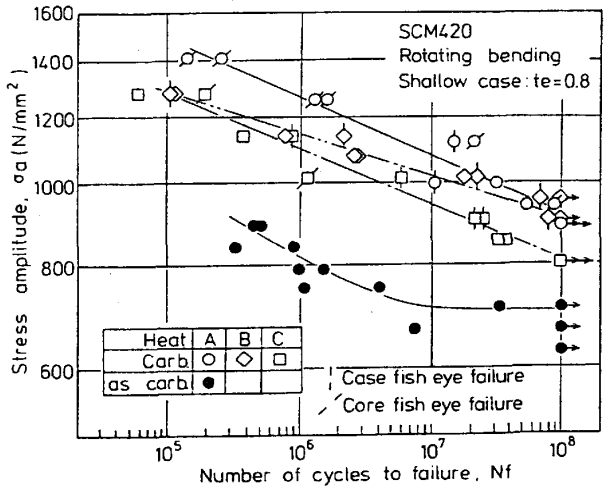 SCM420
Rotating bending
Shallow case: te=0.8
Stress amplitude, σa (N/mm²)
1400
1200
1000
800
600
Heat A B C
Carb. ○ ◇ □
as carb. ●
Case fish eye failure
Core fish eye failure
10⁵ 10⁶ 10⁷ 10⁸
Number of cycles to failure, Nf